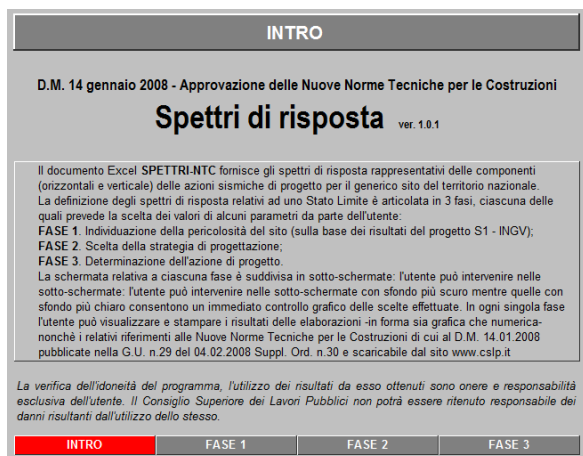 INTRO
D.M. 14 gennaio 2008 - Approvazione delle Nuove Norme Tecniche per le Costruzioni
Spettri di risposta ver. 1.0.1
Il documento Excel SPETTRI-NTC fornisce gli spettri di risposta rappresentativi delle componenti
(orizzontali e verticale) delle azioni sismiche di progetto per il generico sito del territorio nazionale.
La definizione degli spettri di risposta relativi ad uno Stato Limite è articolata in 3 fasi, ciascuna delle
quali prevede la scelta dei valori di alcuni parametri da parte dell'utente:
FASE 1. Individuazione della pericolosità del sito (sulla base dei risultati del progetto S1 - INGV);
FASE 2. Scelta della strategia di progettazione;
FASE 3. Determinazione dell'azione di progetto.
La schermata relativa a ciascuna fase è suddivisa in sotto-schermate: l'utente può intervenire nelle
sotto-schermate: l'utente può intervenire nelle sotto-schermate con sfondo più scuro mentre quelle con
sfondo più chiaro consentono un immediato controllo grafico delle scelte effettuate. In ogni singola fase
l'utente può visualizzare e stampare i risultati delle elaborazioni -in forma sia grafica che numerica-
nonchè i relativi riferimenti alle Nuove Norme Tecniche per le Costruzioni di cui al D.M. 14.01.2008
pubblicate nella G.U. n.29 del 04.02.2008 Suppl. Ord. n.30 e scaricabile dal sito www.cslp.it
La verifica dell'idoneità del programma, l'utilizzo dei risultati da esso ottenuti sono onere e responsabilità
esclusiva dell'utente. Il Consiglio Superiore dei Lavori Pubblici non potrà essere ritenuto responsabile dei
danni risultanti dall'utilizzo dello stesso.
INTRO FASE 1 FASE 2 FASE 3